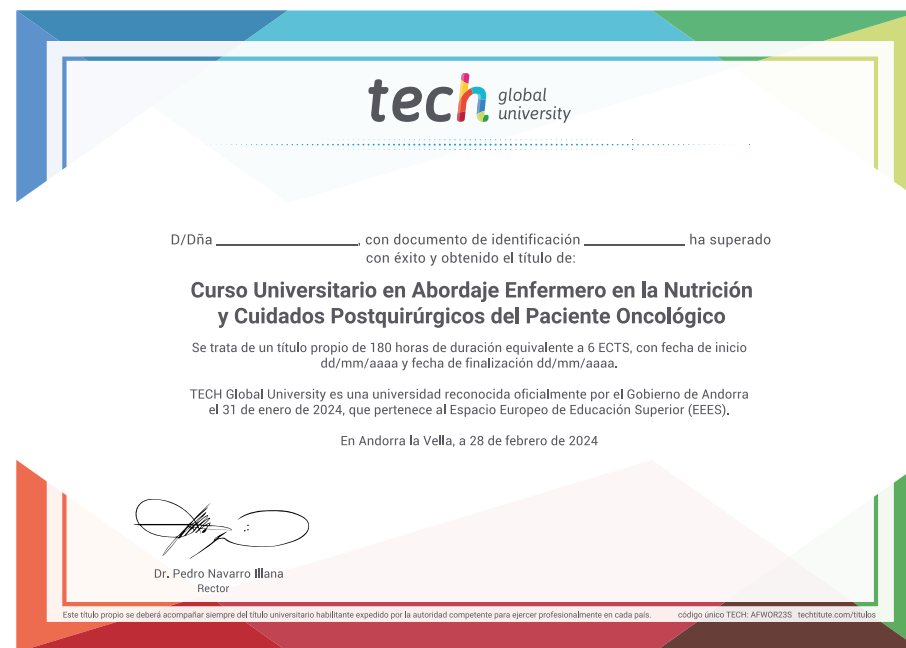 tech global university
D/Dña , con documento de identificación ha superado
con éxito y obtenido el título de:
Curso Universitario en Abordaje Enfermero en la Nutrición
y Cuidados Postquirúrgicos del Paciente Oncológico
Se trata de un título propio de 180 horas de duración equivalente a 6 ECTS, con fecha de inicio
dd/mm/aaaa y fecha de finalización dd/mm/aaaa.
TECH Global University es una universidad reconocida oficialmente por el Gobierno de Andorra
el 31 de enero de 2024, que pertenece al Espacio Europeo de Educación Superior (EEES).
En Andorra la Vella, a 28 de febrero de 2024
Dr. Pedro Navarro Illana
Rector
Este título propio se deberá acompañar siempre del título universitario habilitante expedido por la autoridad competente para ejercer profesionalmente en cada país. código único TECH: AFWOR23S techtitute.com/titulos